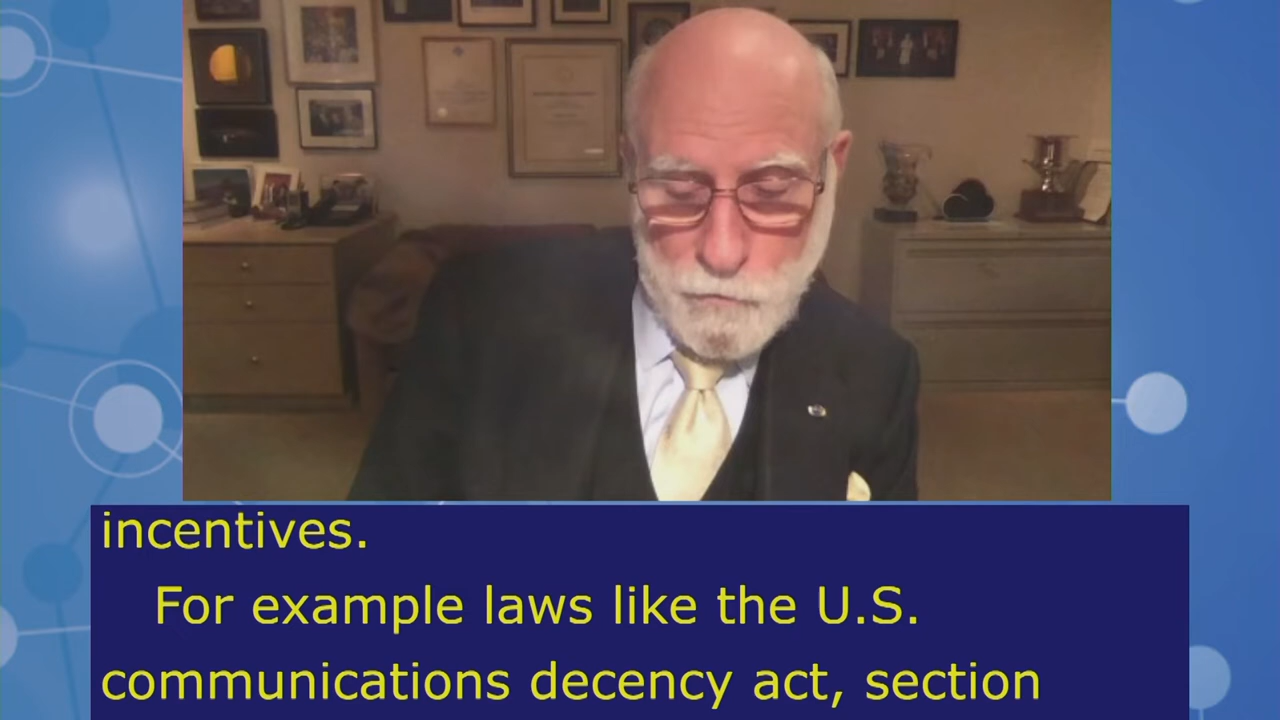 incentives.
For example laws like the U.S.
communications decency act, section